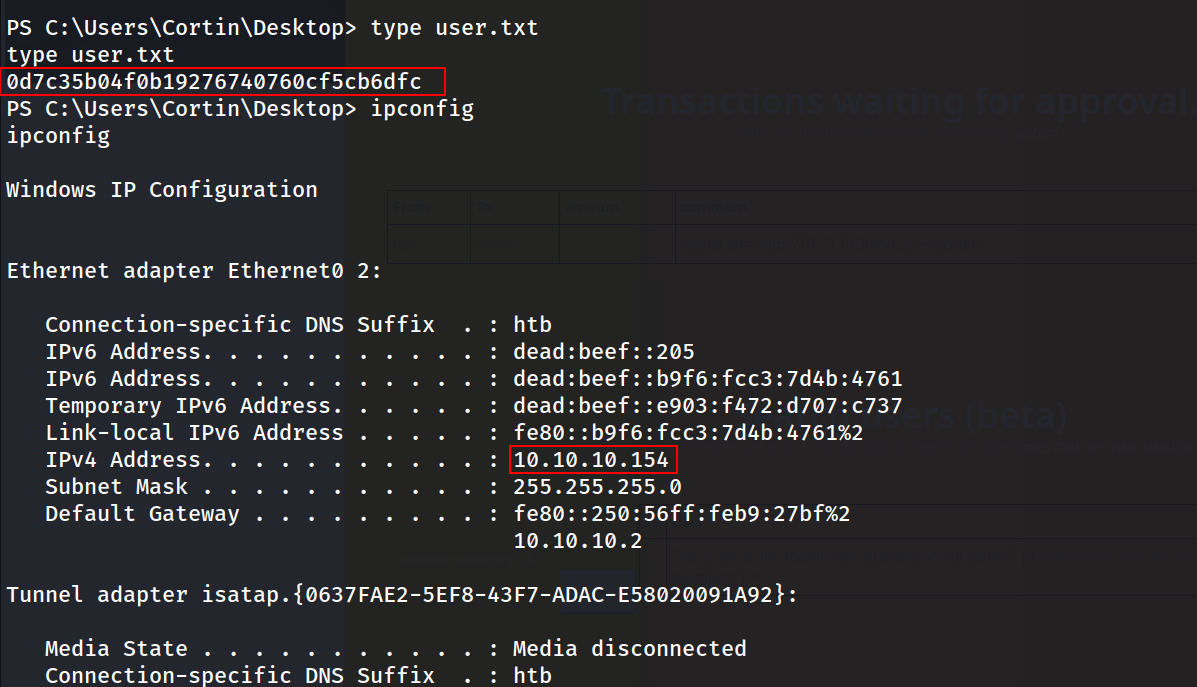 PS C:\Users\Cortin\Desktop> type user.txt
type user.txt
0d7c35b04f0b19276740760cf5cb6dfc
PS C:\Users\Cortin\Desktop> ipconfig
ipconfig
Windows IP Configuration
Ethernet adapter Ethernet0 2:
Connection-specific DNS Suffix  . : htb
IPv6 Address. . . . . . . . . . . : dead:beef::205
IPv6 Address. . . . . . . . . . . : dead:beef::b9f6:fcc3:7d4b:4761
Temporary IPv6 Address. . . . . . : dead:beef::e903:f472:d707:c737
Link-local IPv6 Address . . . . . : fe80::b9f6:fcc3:7d4b:4761%2
IPv4 Address. . . . . . . . . . . : 10.10.10.154
Subnet Mask . . . . . . . . . . . : 255.255.255.0
Default Gateway . . . . . . . . . : fe80::250:56ff:feb9:27bf%2
10.10.10.2
Tunnel adapter isatap.{0637FAE2-5EF8-43F7-ADAC-E58020091A92}:
Media State . . . . . . . . . . . : Media disconnected
Connection-specific DNS Suffix  . : htb
Transactions waiting for approval
users (beta)